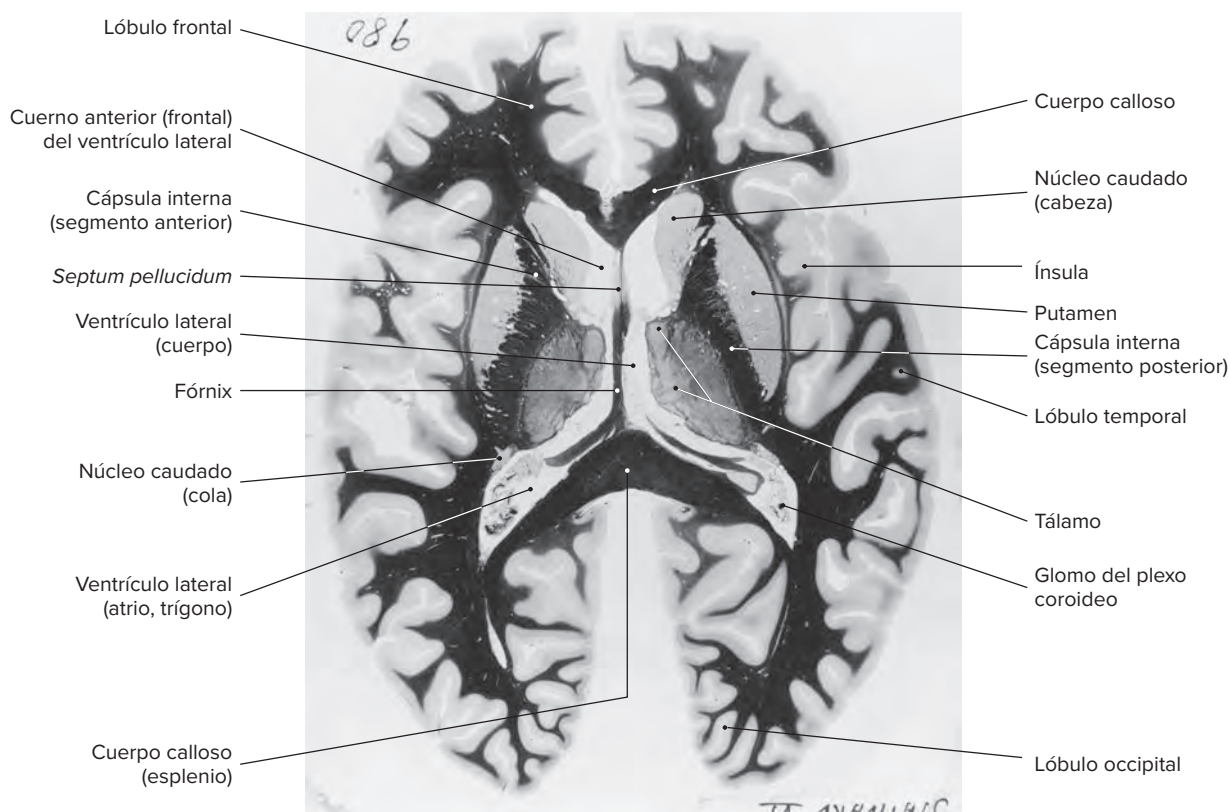 086
Lóbulo frontal
Cuerno anterior (frontal)
del ventrículo lateral
Cápsula interna
(segmento anterior)
Septum pellucidum
Ventrículo lateral
(cuerpo)
Fórnix
Núcleo caudado
(cola)
Ventrículo lateral
(atrio, trígono)
Cuerpo calloso
(esplenio)
Cuerpo calloso
Núcleo caudado
(cabeza)
Ínsula
Putamen
Cápsula interna
(segmento posterior)
Lóbulo temporal
Tálamo
Glomo del plexo
coroideo
Lóbulo occipital